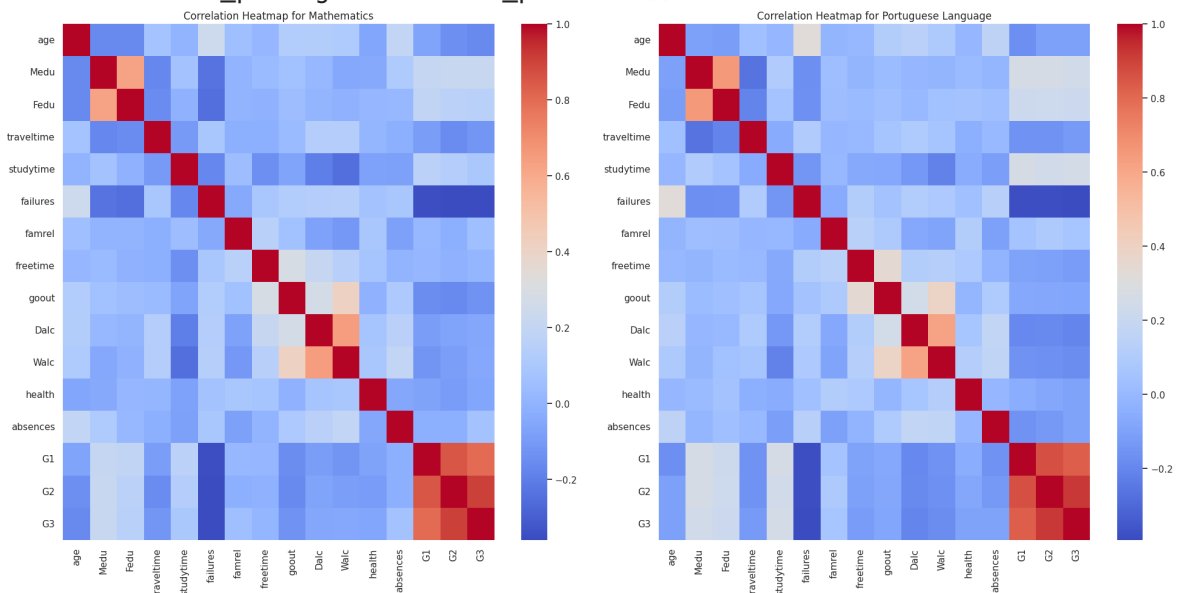 Correlation Heatmap for Mathematics
age
Medu
Fedu
traveltime
studytime
failures
famrel
freetime
goout
Dalc
Walc
health
absences
G1
G2
G3
age
Medu
Fedu
raveltime
studytime
failures
famrel
freetime
goout
Dalc
Walc
health
absences
G1
G2
G3
1.0
0.8
0.6
0.4
0.2
0.0
−0.2
Correlation Heatmap for Portuguese Language
age
Medu
Fedu
traveltime
studytime
failures
famrel
freetime
goout
Dalc
Walc
health
absences
G1
G2
G3
age
Medu
Fedu
raveltime
studytime
failures
famrel
freetime
goout
Dalc
Walc
health
absences
G1
G2
G3
1.0
0.8
0.6
0.4
0.2
0.0
−0.2